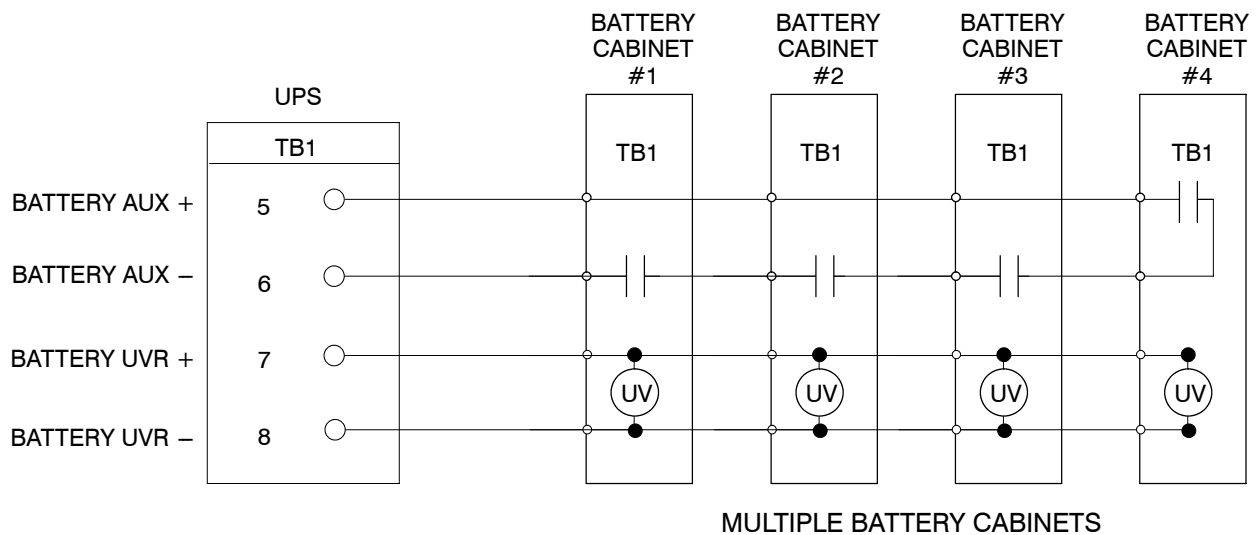 BATTERY CABINET #1
BATTERY CABINET #2
BATTERY CABINET #3
BATTERY CABINET #4
UPS
TB1
TB1
TB1
TB1
TB1
BATTERY AUX + 5
BATTERY AUX − 6
BATTERY UVR + 7
UV
UV
UV
UV
BATTERY UVR − 8
MULTIPLE BATTERY CABINETS